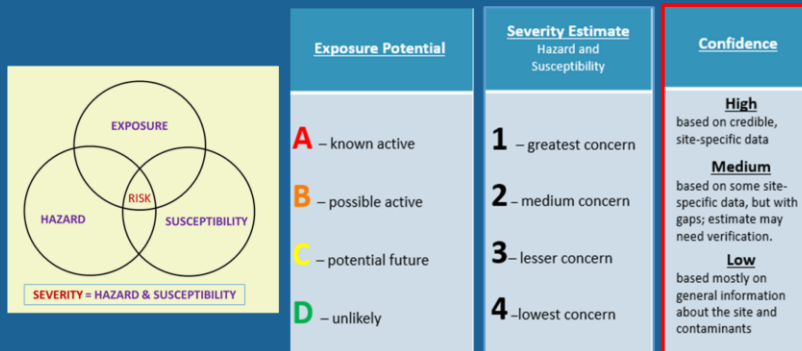 EXPOSURE
RISK
HAZARD
SUSCEPTIBILITY
SEVERITY = HAZARD & SUSCEPTIBILITY
Exposure Potential
A – known active
B – possible active
C – potential future
D – unlikely
Severity Estimate
Hazard and
Susceptibility
1 – greatest concern
2 – medium concern
3– lesser concern
4 –lowest concern
Confidence
High
based on credible,
site-specific data
Medium
based on some site-
specific data, but with
gaps; estimate may
need verification.
Low
based mostly on
general information
about the site and
contaminants